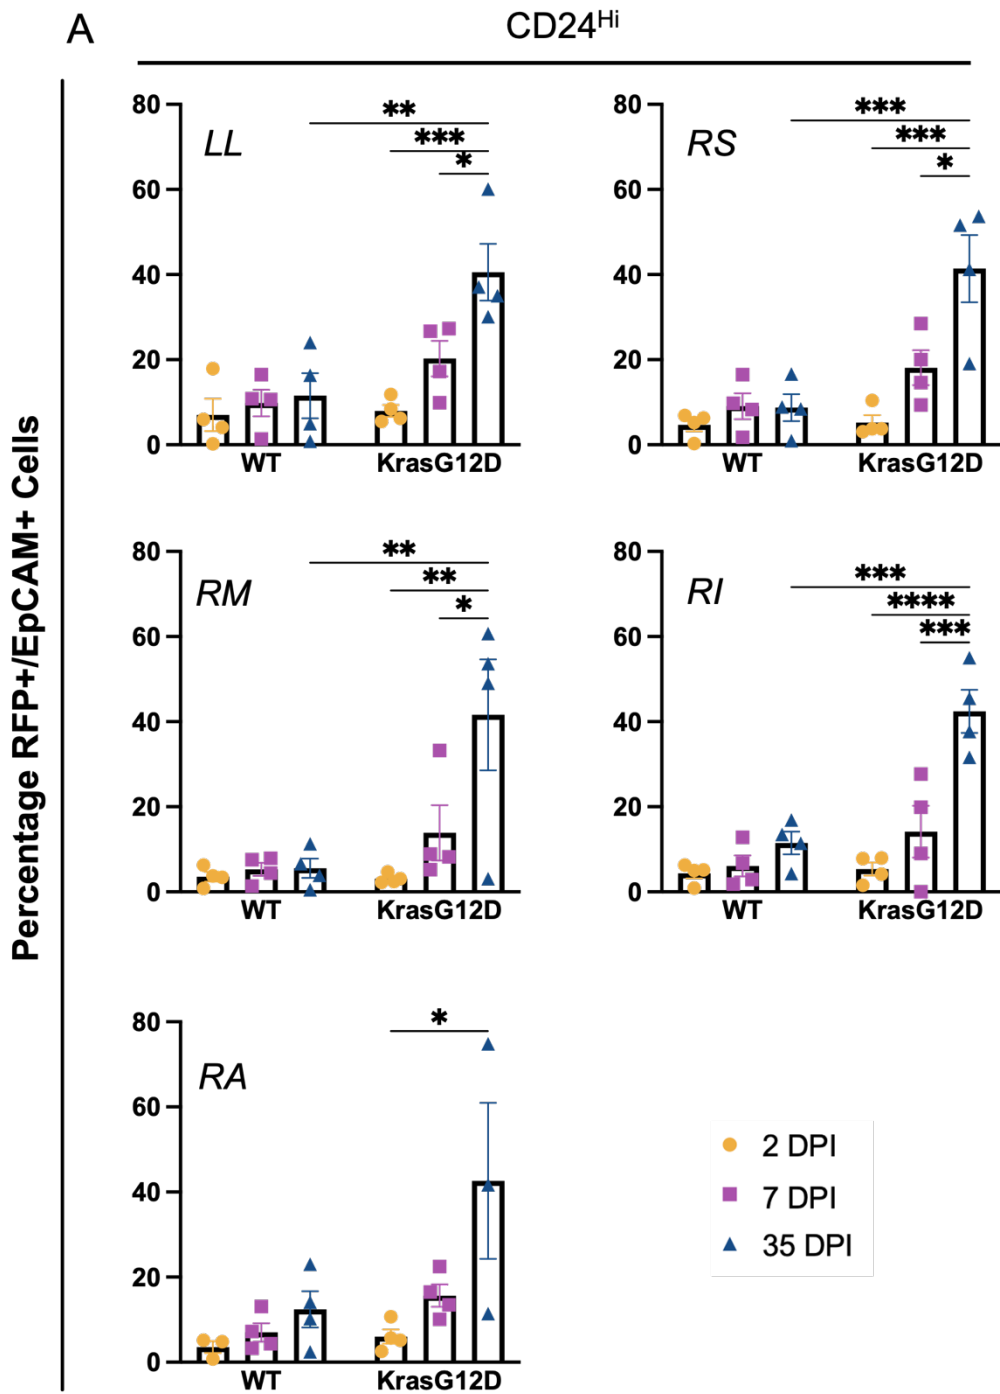 A
CD24Hi
Percentage RFP+/EpCAM+ Cells
LL
80
60
40
20
0
** 
***
*
WT
KrasG12D
RS
80
60
40
20
0
***
***
*
WT
KrasG12D
RM
80
60
40
20
0
**
**
*
WT
KrasG12D
RI
80
60
40
20
0
***
****
***
WT
KrasG12D
RA
80
60
40
20
0
*
WT
KrasG12D
2 DPI
7 DPI
35 DPI